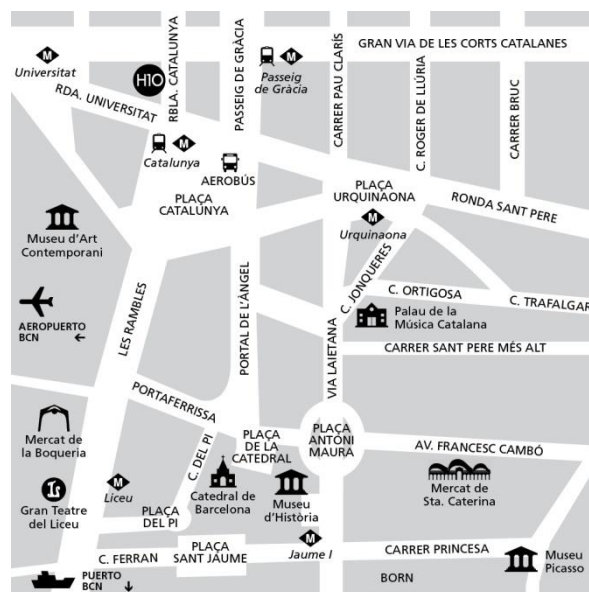 GRAN VIA DE LES CORTS CATALANES
M
Universitat
H10
RBLA. CATALUNYA
PASSEIG DE GRÀCIA
M
Passeig
de Gràcia
CARRER PAU CLARÍS
C. ROGER DE LLÚRIA
CARRER BRUC
RDA. UNIVERSITAT
M
Catalunya
AEROBÚS
PLAÇA
CATALUNYA
PLAÇA
URQUINAONA
RONDA SANT PERE
M
Urquinaona
Museu d'Art
Contemporani
C. JONQUERES
C. ORTIGOSA
C. TRAFALGAR
AEROPUERTO
BCN ←
LES RAMBLES
PORTAL DE L'ÀNGEL
Palau de la
Música Catalana
VIA LAIETANA
CARRER SANT PERE MÉS ALT
PORTAFERRISSA
Mercat de
la Boqueria
C. DEL PI
PLAÇA
DE LA
CATEDRAL
PLAÇA
ANTONI
MAURA
AV. FRANCESC CAMBÓ
Gran Teatre
del Liceu
M
Liceu
PLAÇA
DEL PI
Catedral de
Barcelona
Museu
d'Història
Mercat de
Sta. Caterina
C. FERRAN
PLAÇA
SANT JAUME
M
Jaume I
CARRER PRINCESA
Museu
Picasso
PUERTO
BCN ↓
BORN